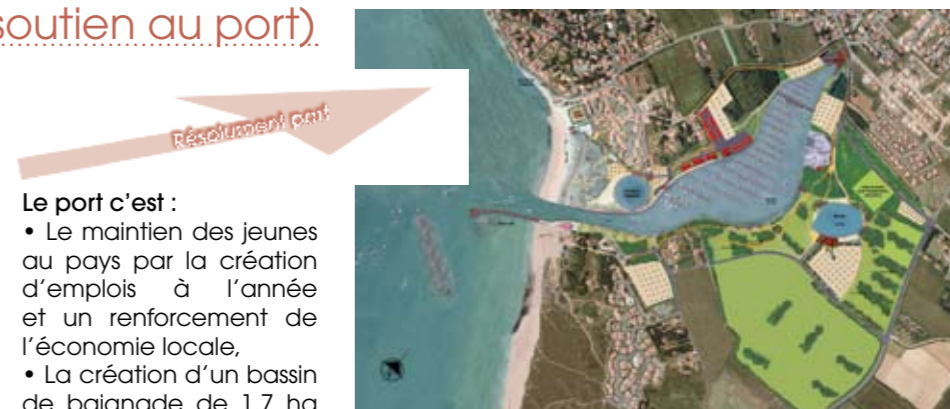 soutien au port)
Résolument port
Le port c’est :
• Le maintien des jeunes
au pays par la création
d’emplois à l’année
et un renforcement de
l’économie locale,
• La création d’un bassin
de baignade de 1,7 ha